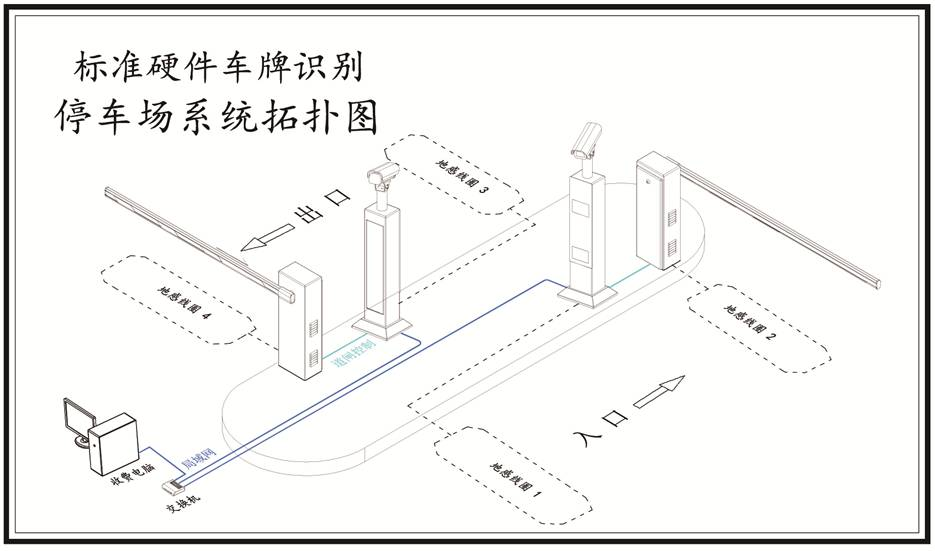 标准硬件车牌识别
停车场系统拓扑图
地感线圈 3
出口
地感线圈 4
地感线圈 2
道闸控制
入口
局域网
收费电脑
地感线圈 1
交换机